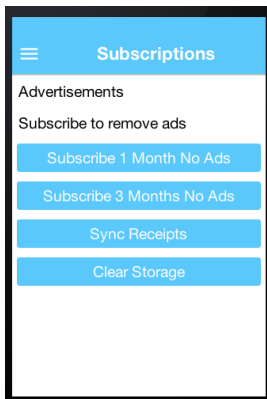 Subscriptions
Advertisements
Subscribe to remove ads
Subscribe 1 Month No Ads
Subscribe 3 Months No Ads
Sync Receipts
Clear Storage